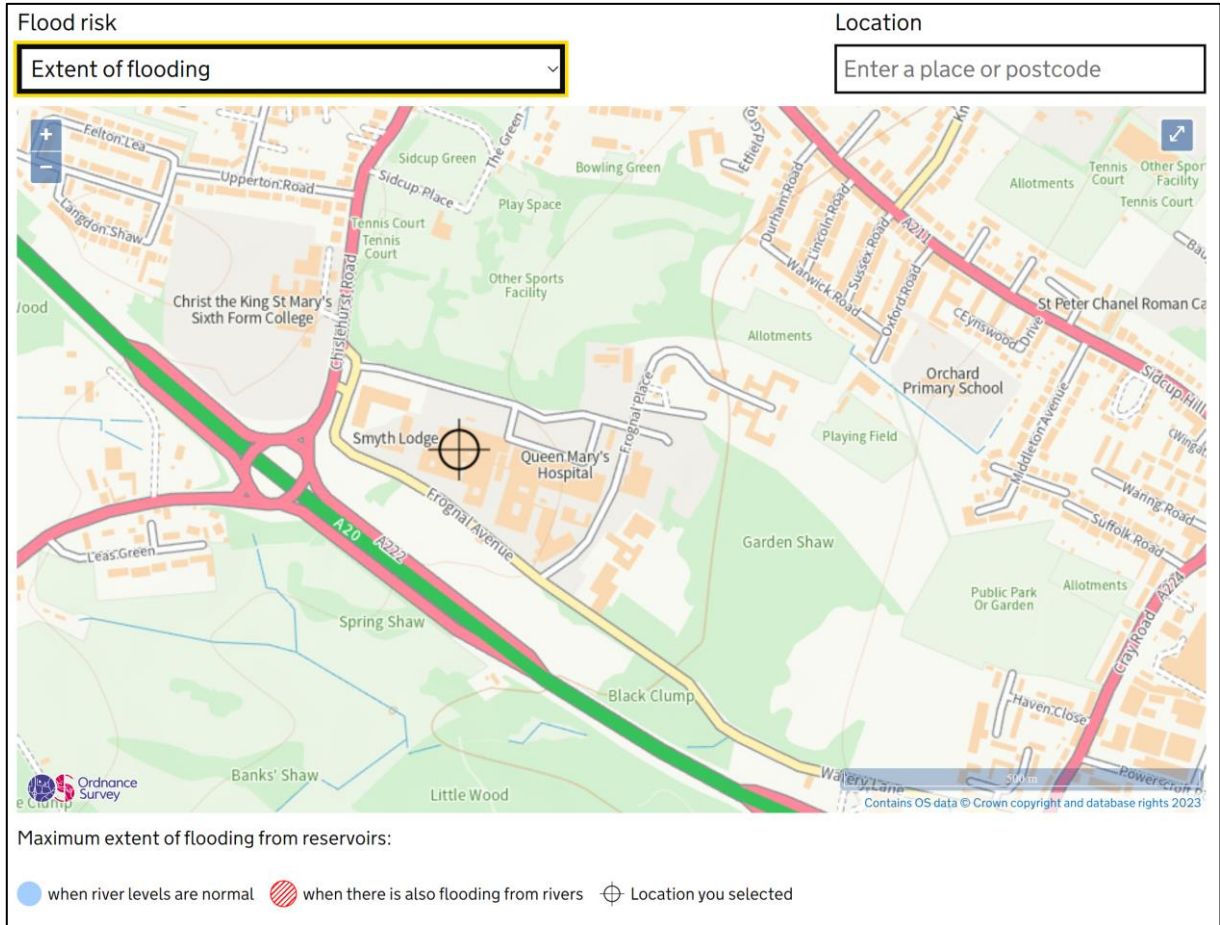 Flood risk
Location
Extent of flooding
Enter a place or postcode
+
−
Felton Lea
Upperton Road
Langdon Shaw
Sidcup Green
The Green
Sidcup Place
Bowling Green
Play Space
Tennis Court
Tennis
Court
Other Sports
Facility
Chislehurst Road
Christ the King St Mary's
Sixth Form College
Durham Road
Lincoln Road
Sussex Road
Oxford Road
Warwick Road
A211
Allotments
Tennis
Court
Tennis Court
St Peter Chanel Roman
Allotments
Orchard
Primary School
Sidcup Hill
Middleton Avenue
Waring Road
Suffolk Road
Smyth Lodge
Queen Mary's
Hospital
Frognal Place
Frognal Avenue
Playing Field
Garden Shaw
Public Park
Or Garden
Allotments
A224
Cray Road
Haven Close
A20
A222
Leas Green
Spring Shaw
Black Clump
Banks' Shaw
Little Wood
Watery Lane
500 m
Ordnance
Survey
Contains OS data © Crown copyright and database rights 2023
Maximum extent of flooding from reservoirs:
when river levels are normal
when there is also flooding from rivers
Location you selected